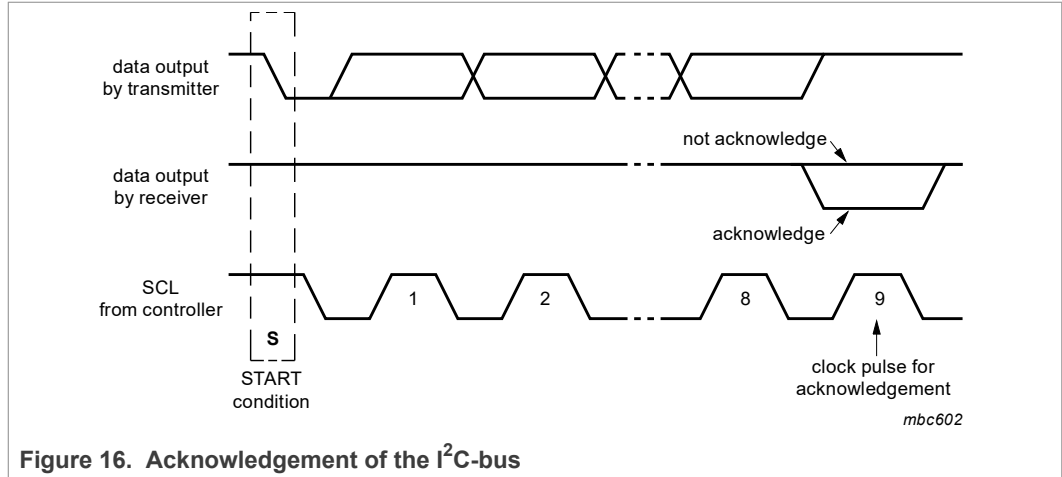 data output
by transmitter
not acknowledge
data output
by receiver
acknowledge
SCL
from controller
1
2
8
9
S
START
condition
clock pulse for
acknowledgement
mbc602
Figure 16. Acknowledgement of the I²C-bus